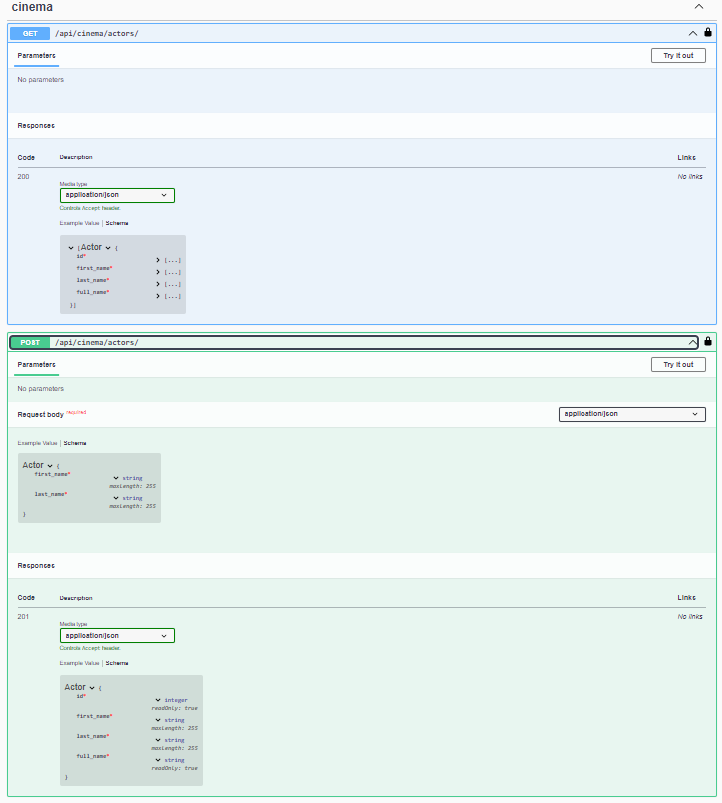 cinema
GET /api/cinema/actors/
Parameters
Try it out
No parameters
Responses
Code Description Links
200 No links
Media type
application/json
Controls Accept header.
Example Value | Schema
[Actor {
id* [...]
first_name* [...]
last_name* [...]
full_name* [...]
}]
POST /api/cinema/actors/
Parameters
Try it out
No parameters
Request body required
application/json
Example Value | Schema
Actor {
first_name* string
maxLength: 255
last_name* string
maxLength: 255
}
Responses
Code Description Links
201 No links
Media type
application/json
Controls Accept header.
Example Value | Schema
Actor {
id* integer
readOnly: true
first_name* string
maxLength: 255
last_name* string
maxLength: 255
full_name* string
readOnly: true
}